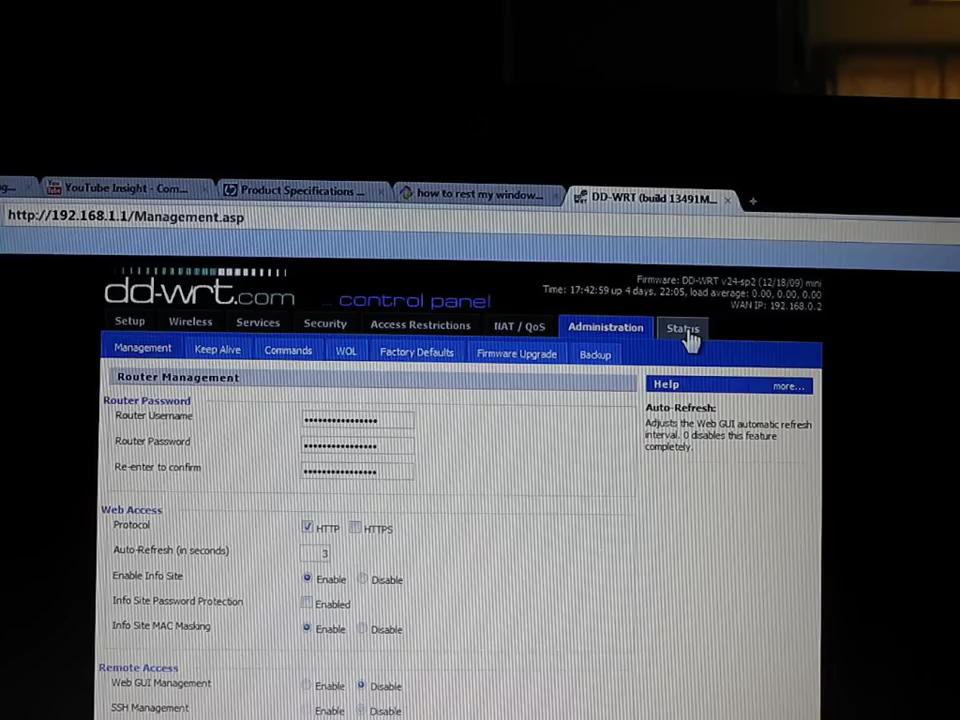 g...
YouTube Insight - Com...
Product Specifications ...
how to rest my window...
DD-WRT (build 13491M...
http://192.168.1.1/Management.asp
dd-wrt.com ... control panel
Firmware: DD-WRT v24-sp2 (12/18/09) mini
Time: 17:42:59 up 4 days, 22:05, load average: 0.00, 0.00, 0.00
WAN IP: 192.168.0.2
Setup Wireless Services Security Access Restrictions NAT / QoS Administration Status
Management Keep Alive Commands WOL Factory Defaults Firmware Upgrade Backup
Router Management
Help more...
Router Password
Router Username
Router Password
Re-enter to confirm
Auto-Refresh:
Adjusts the Web GUI automatic refresh
interval. 0 disables this feature
completely.
Web Access
Protocol HTTP HTTPS
Auto-Refresh (in seconds) 3
Enable Info Site Enable Disable
Info Site Password Protection Enabled
Info Site MAC Masking Enable Disable
Remote Access
Web GUI Management Enable Disable
SSH Management Enable Disable